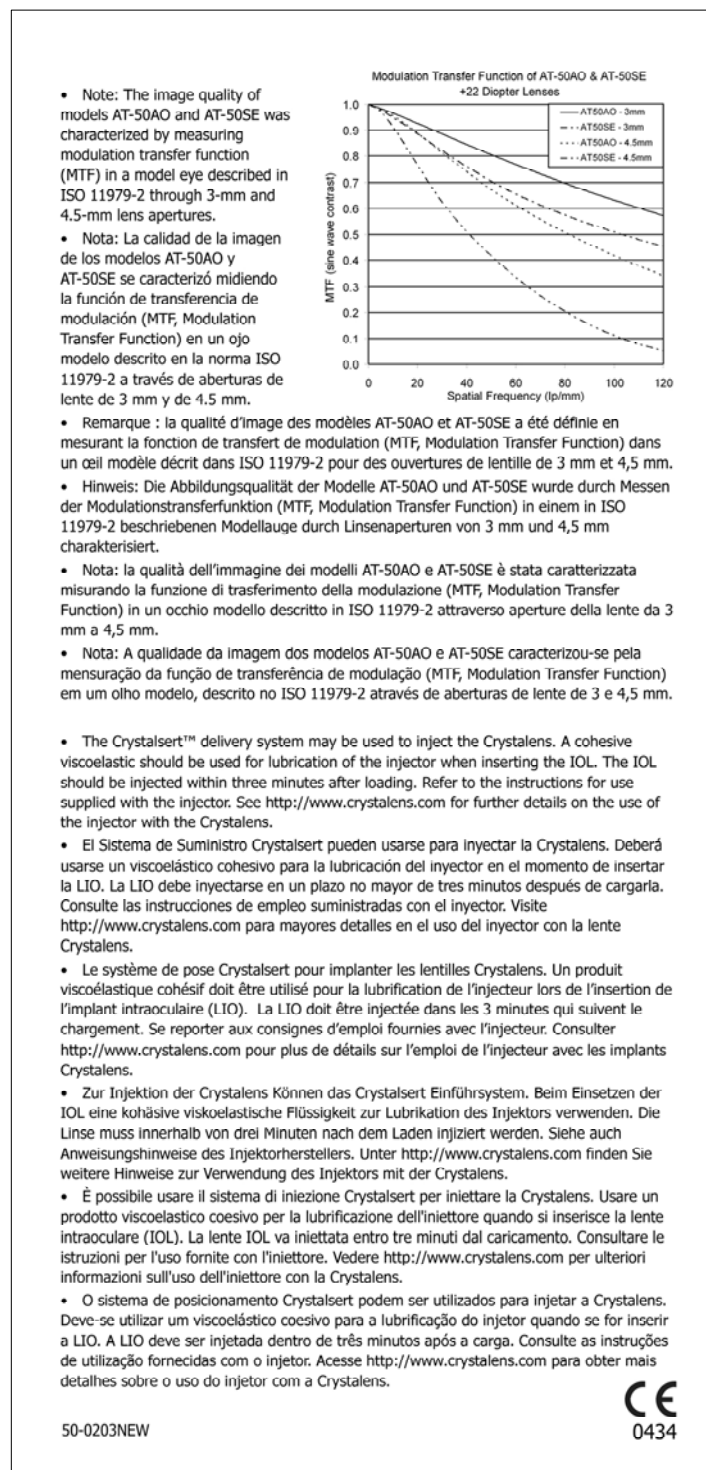 • Note: The image quality of
models AT-50AO and AT-50SE was
characterized by measuring
modulation transfer function
(MTF) in a model eye described in
ISO 11979-2 through 3-mm and
4.5-mm lens apertures.
• Nota: La calidad de la imagen
de los modelos AT-50AO y
AT-50SE se caracterizó midiendo
la función de transferencia de
modulación (MTF, Modulation
Transfer Function) en un ojo
modelo descrito en la norma ISO
11979-2 a través de aberturas de
lente de 3 mm y de 4.5 mm.
Modulation Transfer Function of AT-50AO & AT-50SE
+22 Diopter Lenses
AT50AO - 3mm
AT50SE - 3mm
AT50AO - 4.5mm
AT50SE - 4.5mm
MTF (sine wave contrast)
1.0
0.9
0.8
0.7
0.6
0.5
0.4
0.3
0.2
0.1
0.0
0 20 40 60 80 100 120
Spatial Frequency (lp/mm)
• Remarque : la qualité d'image des modèles AT-50AO et AT-50SE a été définie en
mesurant la fonction de transfert de modulation (MTF, Modulation Transfer Function) dans
un œil modèle décrit dans ISO 11979-2 pour des ouvertures de lentille de 3 mm et 4,5 mm.
• Hinweis: Die Abbildungsqualität der Modelle AT-50AO und AT-50SE wurde durch Messen
der Modulationstransferfunktion (MTF, Modulation Transfer Function) in einem in ISO
11979-2 beschriebenen Modellauge durch Linsenaperturen von 3 mm und 4,5 mm
charakterisiert.
• Nota: la qualità dell'immagine dei modelli AT-50AO e AT-50SE è stata caratterizzata
misurando la funzione di trasferimento della modulazione (MTF, Modulation Transfer
Function) in un occhio modello descritto in ISO 11979-2 attraverso aperture della lente da 3
mm a 4,5 mm.
• Nota: A qualidade da imagem dos modelos AT-50AO e AT-50SE caracterizou-se pela
mensuração da função de transferência de modulação (MTF, Modulation Transfer Function)
em um olho modelo, descrito no ISO 11979-2 através de aberturas de lente de 3 e 4,5 mm.
• The Crystalsert™ delivery system may be used to inject the Crystalens. A cohesive
viscoelastic should be used for lubrication of the injector when inserting the IOL. The IOL
should be injected within three minutes after loading. Refer to the instructions for use
supplied with the injector. See http://www.crystalens.com for further details on the use of
the injector with the Crystalens.
• El Sistema de Suministro Crystalsert pueden usarse para inyectar la Crystalens. Deberá
usarse un viscoelástico cohesivo para la lubricación del inyector en el momento de insertar
la LIO. La LIO debe inyectarse en un plazo no mayor de tres minutos después de cargarla.
Consulte las instrucciones de empleo suministradas con el inyector. Visite
http://www.crystalens.com para mayores detalles en el uso del inyector con la lente
Crystalens.
• Le système de pose Crystalsert pour implanter les lentilles Crystalens. Un produit
viscoélastique cohésif doit être utilisé pour la lubrification de l'injecteur lors de l'insertion de
l'implant intraoculaire (LIO). La LIO doit être injectée dans les 3 minutes qui suivent le
chargement. Se reporter aux consignes d'emploi fournies avec l'injecteur. Consulter
http://www.crystalens.com pour plus de détails sur l'emploi de l'injecteur avec les implants
Crystalens.
• Zur Injektion der Crystalens Können das Crystalsert Einführsystem. Beim Einsetzen der
IOL eine kohäsive viskoelastische Flüssigkeit zur Lubrikation des Injektors verwenden. Die
Linse muss innerhalb von drei Minuten nach dem Laden injiziert werden. Siehe auch
Anweisungshinweise des Injektorherstellers. Unter http://www.crystalens.com finden Sie
weitere Hinweise zur Verwendung des Injektors mit der Crystalens.
• È possibile usare il sistema di iniezione Crystalsert per iniettare la Crystalens. Usare un
prodotto viscoelastico coesivo per la lubrificazione dell'iniettore quando si inserisce la lente
intraoculare (IOL). La lente IOL va iniettata entro tre minuti dal caricamento. Consultare le
istruzioni per l'uso fornite con l'iniettore. Vedere http://www.crystalens.com per ulteriori
informazioni sull'uso dell'iniettore con la Crystalens.
• O sistema de posicionamento Crystalsert podem ser utilizados para injetar a Crystalens.
Deve-se utilizar um viscoelástico coesivo para a lubrificação do injetor quando se for inserir
a LIO. A LIO deve ser injetada dentro de três minutos após a carga. Consulte as instruções
de utilização fornecidas com o injetor. Acesse http://www.crystalens.com para obter mais
detalhes sobre o uso do injetor com a Crystalens.
CE
50-0203NEW 0434